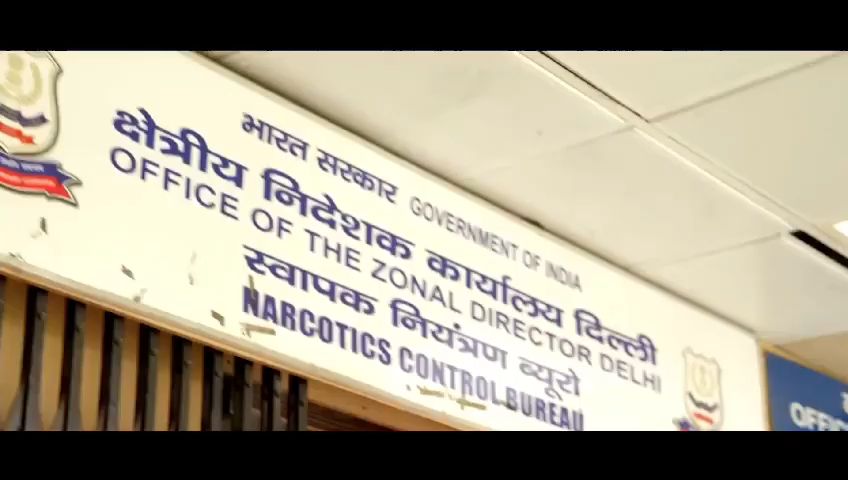 भारत सरकार GOVERNMENT OF INDIA
क्षेत्रीय निदेशक कार्यालय दिल्ली
OFFICE OF THE ZONAL DIRECTOR DELHI
स्वापक नियंत्रण ब्यूरो
NARCOTICS CONTROL BUREAU